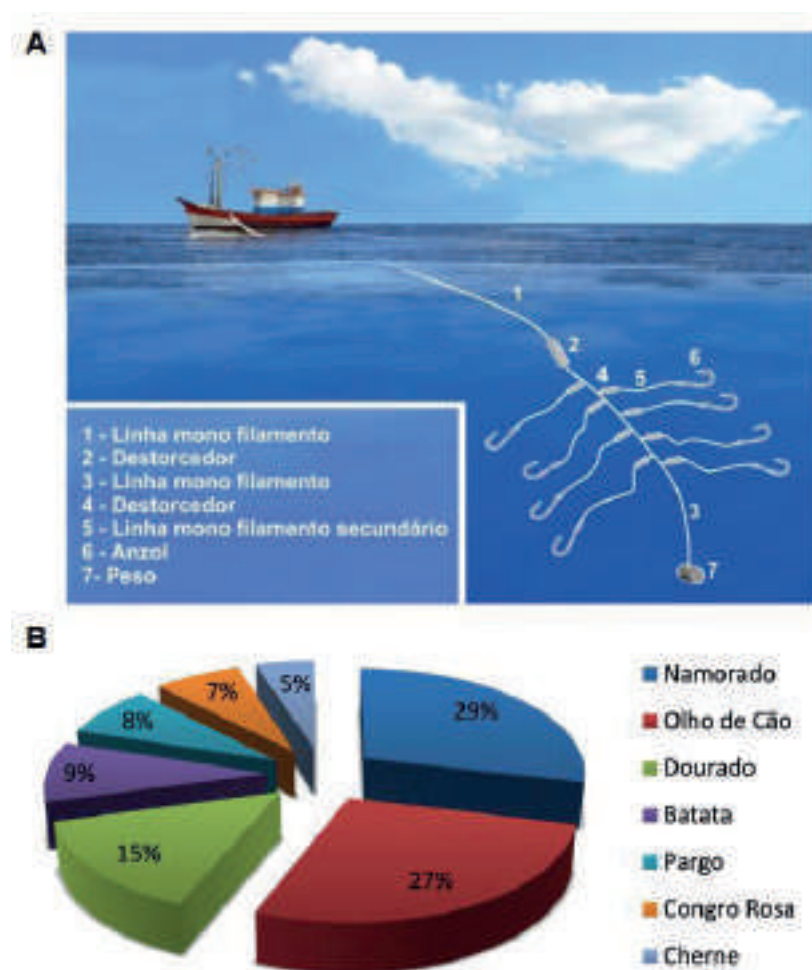 A
1
2
4
5
6
3
7
1 - Linha mono filamento
2 - Destorcedor
3 - Linha mono filamento
4 - Destorcedor
5 - Linha mono filamento secundário
6 - Anzol
7- Peso
B
5%
7%
8%
9%
15%
27%
29%
Namorado
Olho de Cão
Dourado
Batata
Pargo
Congro Rosa
Cherne